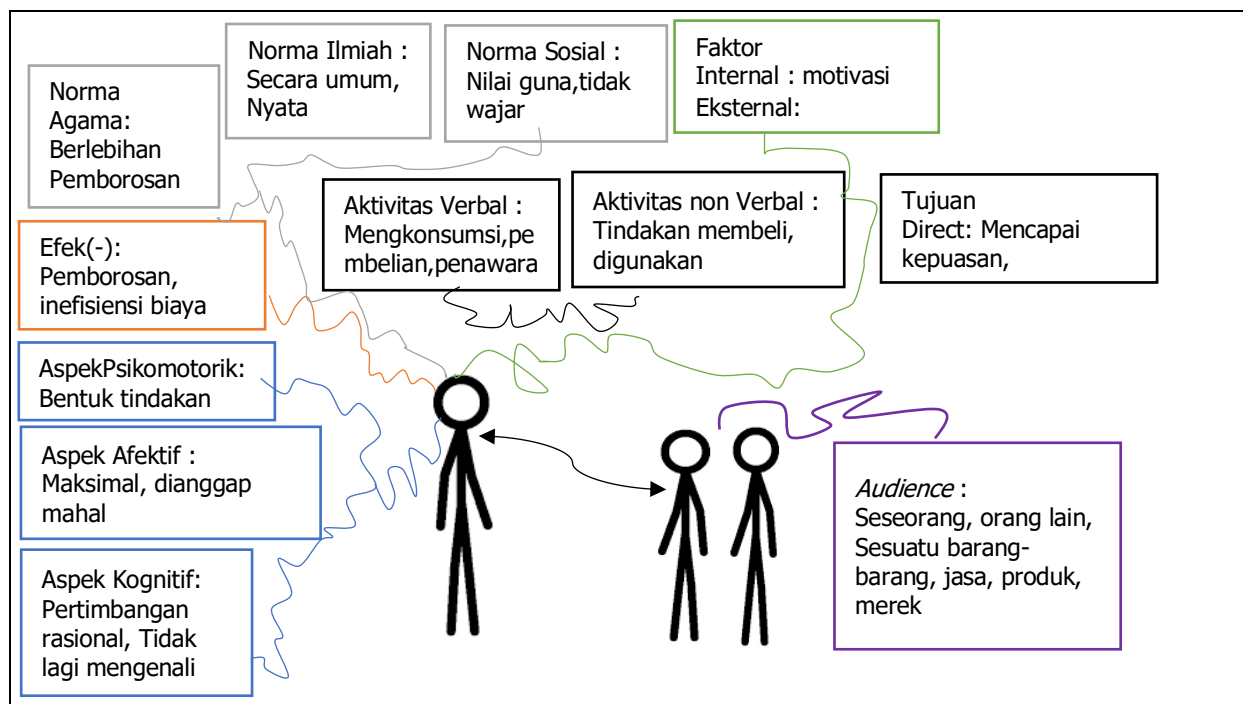 Norma Ilmiah :
Secara umum,
Nyata
Norma Sosial :
Nilai guna,tidak
wajar
Faktor
Internal : motivasi
Eksternal:
Norma
Agama:
Berlebihan
Pemborosan
Aktivitas Verbal :
Mengkonsumsi,pe
mbelian,penawara
Aktivitas non Verbal :
Tindakan membeli,
digunakan
Tujuan
Direct: Mencapai
kepuasan,
Efek(-):
Pemborosan,
inefisiensi biaya
AspekPsikomotorik:
Bentuk tindakan
Aspek Afektif :
Maksimal, dianggap
mahal
Aspek Kognitif:
Pertimbangan
rasional, Tidak
lagi mengenali
Audience :
Seseorang, orang lain,
Sesuatu barang-
barang, jasa, produk,
merek